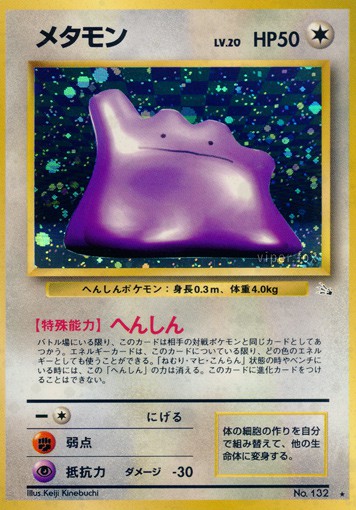 メタモン LV.20 HP50
viper
へんしんポケモン：身長0.3m、体重4.0kg
【特殊能力】へんしん
バトル場にいる限り、このカードは相手の対戦ポケモンと同じカードとしてあ
つかう。エネルギーカードは、このカードについている限り、どの色のエネル
ギーとしても使うことができる。「ねむり・マヒ・こんらん」状態の時やベンチに
いる時には、この「へんしん」の力は消える。このカードに進化カードをつけ
ることはできない。
ー にげる
弱点
抵抗力 ダメージ -30
体の細胞の作りを自分
で組み替えて、他の生
命体に変身する。
Illus.Keiji Kinebuchi No.132 ★